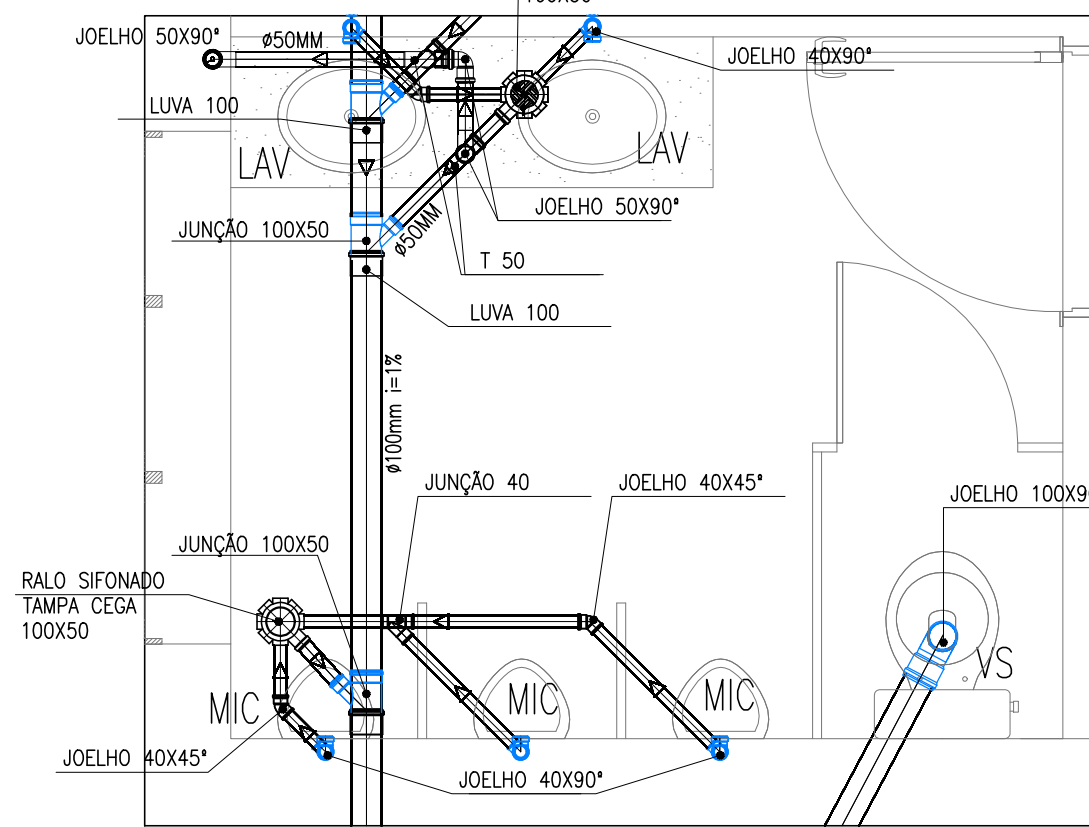 JOELHO 50X90°
Ø50MM
JOELHO 40X90°
LUVA 100
LAV
LAV
JOELHO 50X90°
JUNÇÃO 100X50
Ø50MM
T 50
LUVA 100
Ø100mm i=1%
JUNÇÃO 40
JOELHO 40X45°
JOELHO 100X9
JUNÇÃO 100X50
RALO SIFONADO
TAMPA CEGA
100X50
VS
MIC
MIC
MIC
JOELHO 40X45°
JOELHO 40X90°